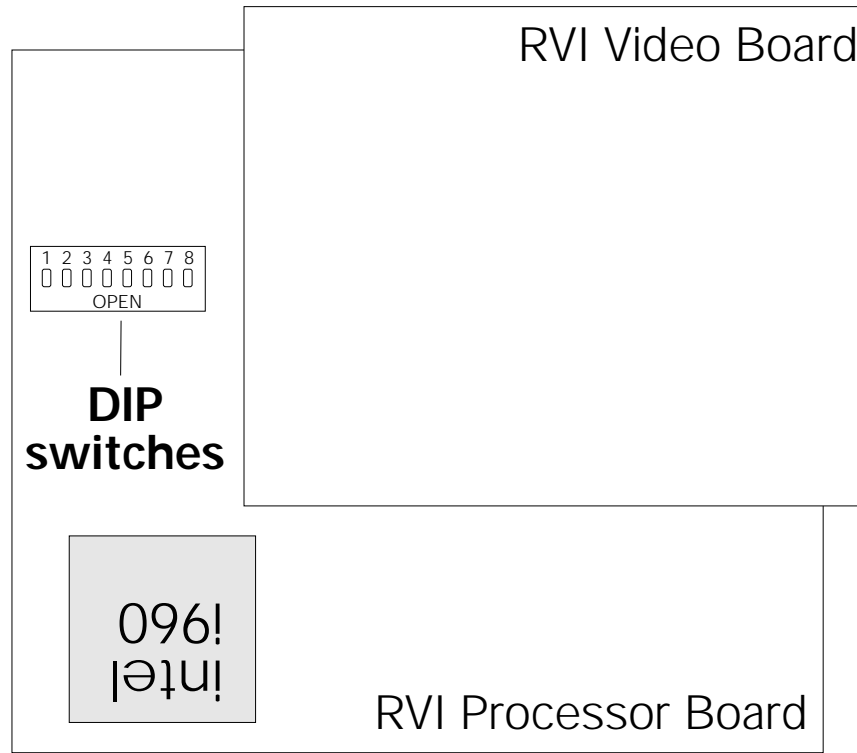 RVI Video Board
1 2 3 4 5 6 7 8
OPEN
DIP
switches
intel
i960
RVI Processor Board